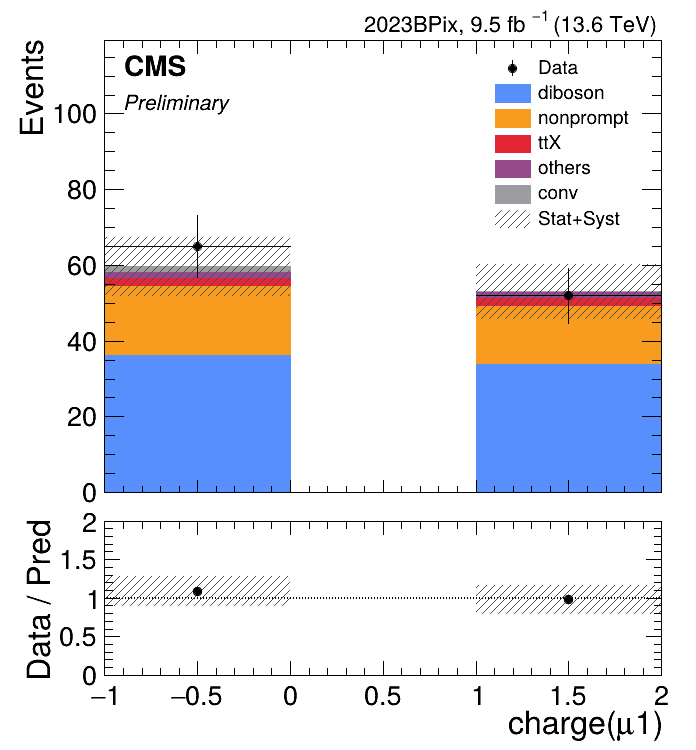 2023BPix, 9.5 fb⁻¹ (13.6 TeV)
CMS
Preliminary
Events
100
80
60
40
20
0
Data
diboson
nonprompt
ttX
others
conv
Stat+Syst
Data / Pred
2
1.5
1
0.5
0
−1 −0.5 0 0.5 1 1.5 2
charge(μ1)